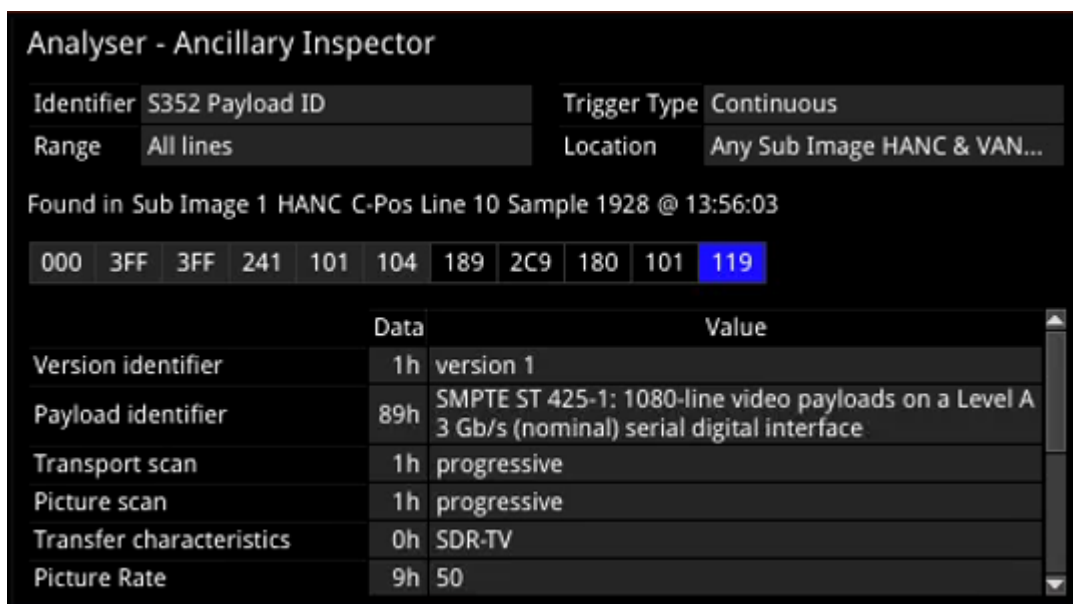 Analyser - Ancillary Inspector
Identifier S352 Payload ID Trigger Type Continuous
Range All lines Location Any Sub Image HANC & VAN...
Found in Sub Image 1 HANC C-Pos Line 10 Sample 1928 @ 13:56:03
000 3FF 3FF 241 101 104 189 2C9 180 101 119
Data Value
Version identifier 1h version 1
Payload identifier 89h SMPTE ST 425-1: 1080-line video payloads on a Level A
3 Gb/s (nominal) serial digital interface
Transport scan 1h progressive
Picture scan 1h progressive
Transfer characteristics 0h SDR-TV
Picture Rate 9h 50